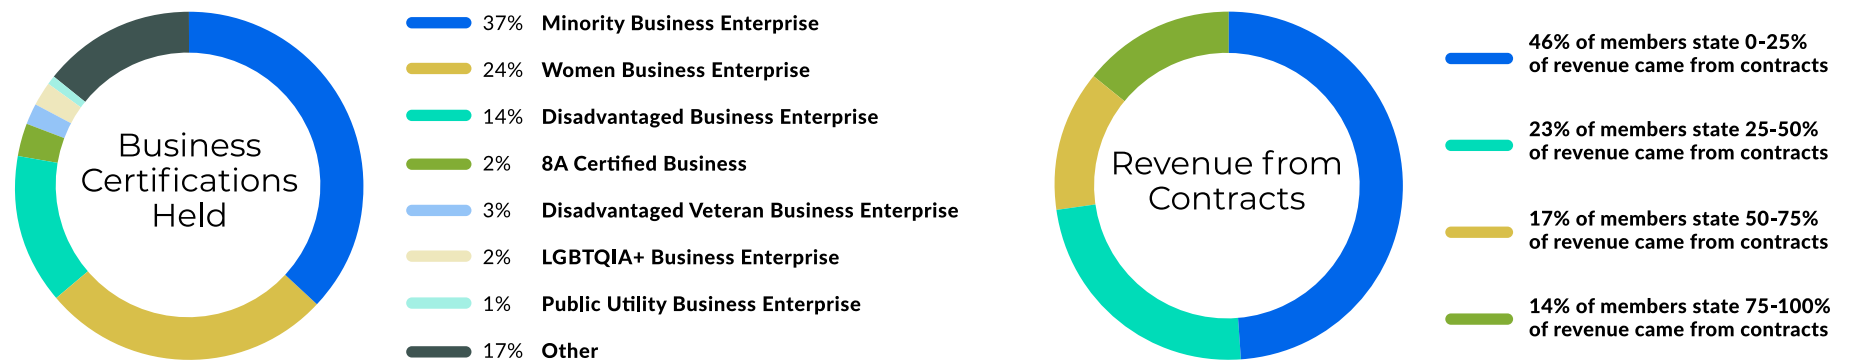 Business
Certifications
Held
37% Minority Business Enterprise
24% Women Business Enterprise
14% Disadvantaged Business Enterprise
2% 8A Certified Business
3% Disadvantaged Veteran Business Enterprise
2% LGBTQIA+ Business Enterprise
1% Public Utility Business Enterprise
17% Other
Revenue from
Contracts
46% of members state 0-25%
of revenue came from contracts
23% of members state 25-50%
of revenue came from contracts
17% of members state 50-75%
of revenue came from contracts
14% of members state 75-100%
of revenue came from contracts